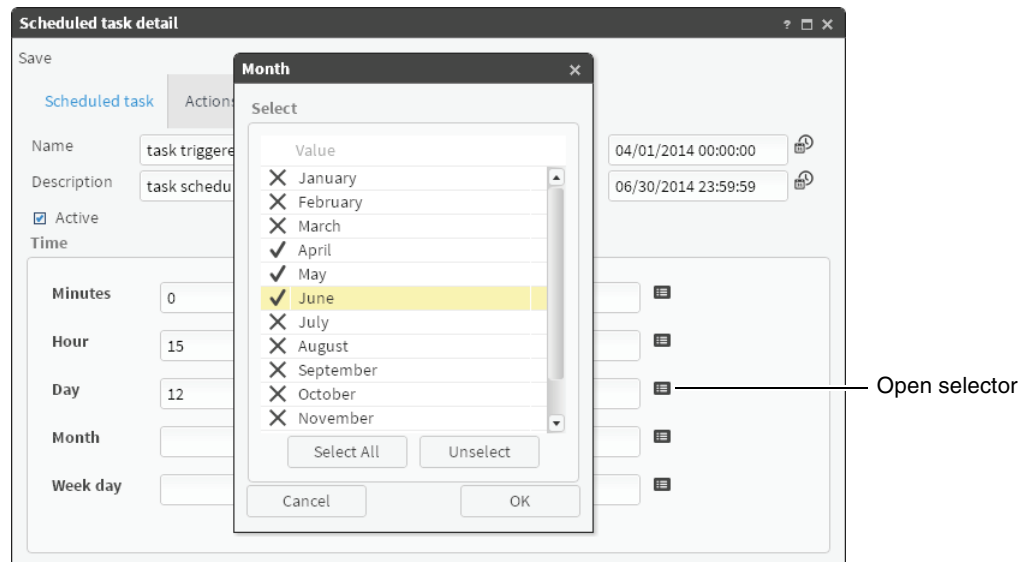 Scheduled task detail
Save
Scheduled task Actions
Name task triggere 04/01/2014 00:00:00
Description task schedu 06/30/2014 23:59:59
Active
Time
Minutes 0
Hour 15
Day 12
Month
Week day
Month
Select
Value
January
February
March
April
May
June
July
August
September
October
November
Select All Unselect
Cancel OK
Open selector